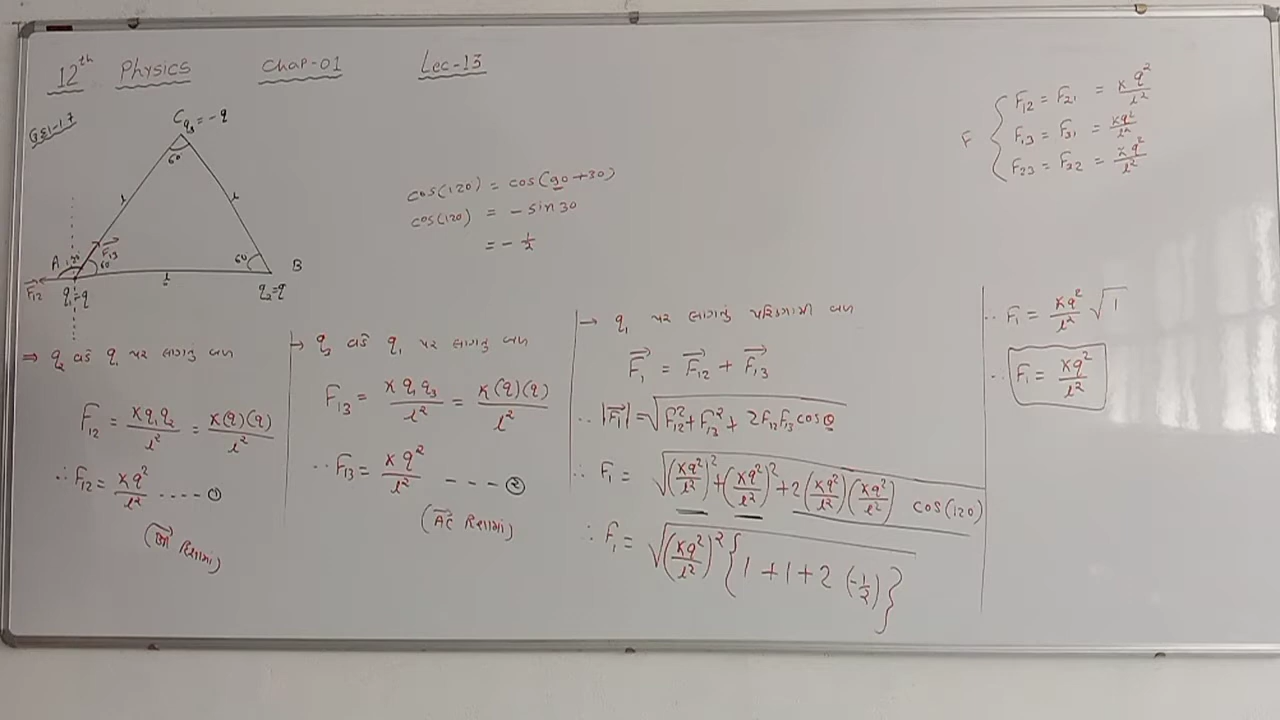 12th Physics Chap-01 Lec-13
C q₃ = -q
60
l
l
A 120
F₁₃
60
60
B
F₁₂
q₁=q
l
q₂=q
cos(120) = cos(90+30)
cos(120) = - sin 30
= - 1/2
F { F₁₂ = F₂₁ = Kq²/l²
F₁₃ = F₃₁ = Kq²/l²
F₂₃ = F₃₂ = Kq²/l²
⇒ q₂ વડે q₁ પર લાગતું બળ
F₁₂ = Kq₁q₂/l² = K(q)(q)/l²
∴ F₁₂ = Kq²/l² ---- ①
→ q₃ વડે q₁ પર લાગતું બળ
F₁₃ = Kq₁q₃/l² = K(q)(q)/l²
∴ F₁₃ = Kq²/l² --- ②
(AC⃗ દિશામાં)
→ q₁ પર લાગતું પરિણામી બળ
F₁⃗ = F₁₂⃗ + F₁₃⃗
∴ |F₁⃗| = √(F₁₂² + F₁₃² + 2F₁₂F₁₃cosθ)
∴ F₁ = √((Kq²/l²)² + (Kq²/l²)² + 2(Kq²/l²)(Kq²/l²) cos(120))
∴ F₁ = √((Kq²/l²)² {1+1+2(-1/2)})
∴ F₁ = Kq²/l² √1
∴ F₁ = Kq²/l²